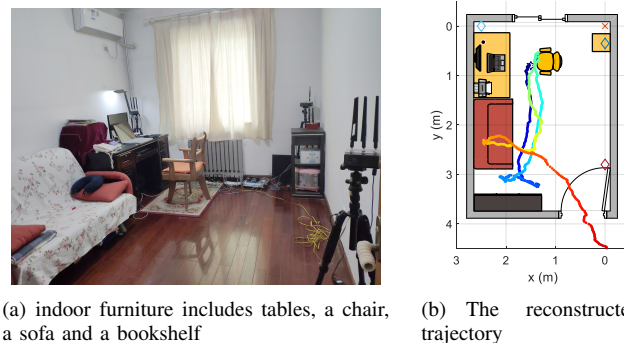 0
1
2
3
4
y (m)
3
2
1
0
x (m)
(a) indoor furniture includes tables, a chair,
a sofa and a bookshelf
(b) The reconstructe
trajectory